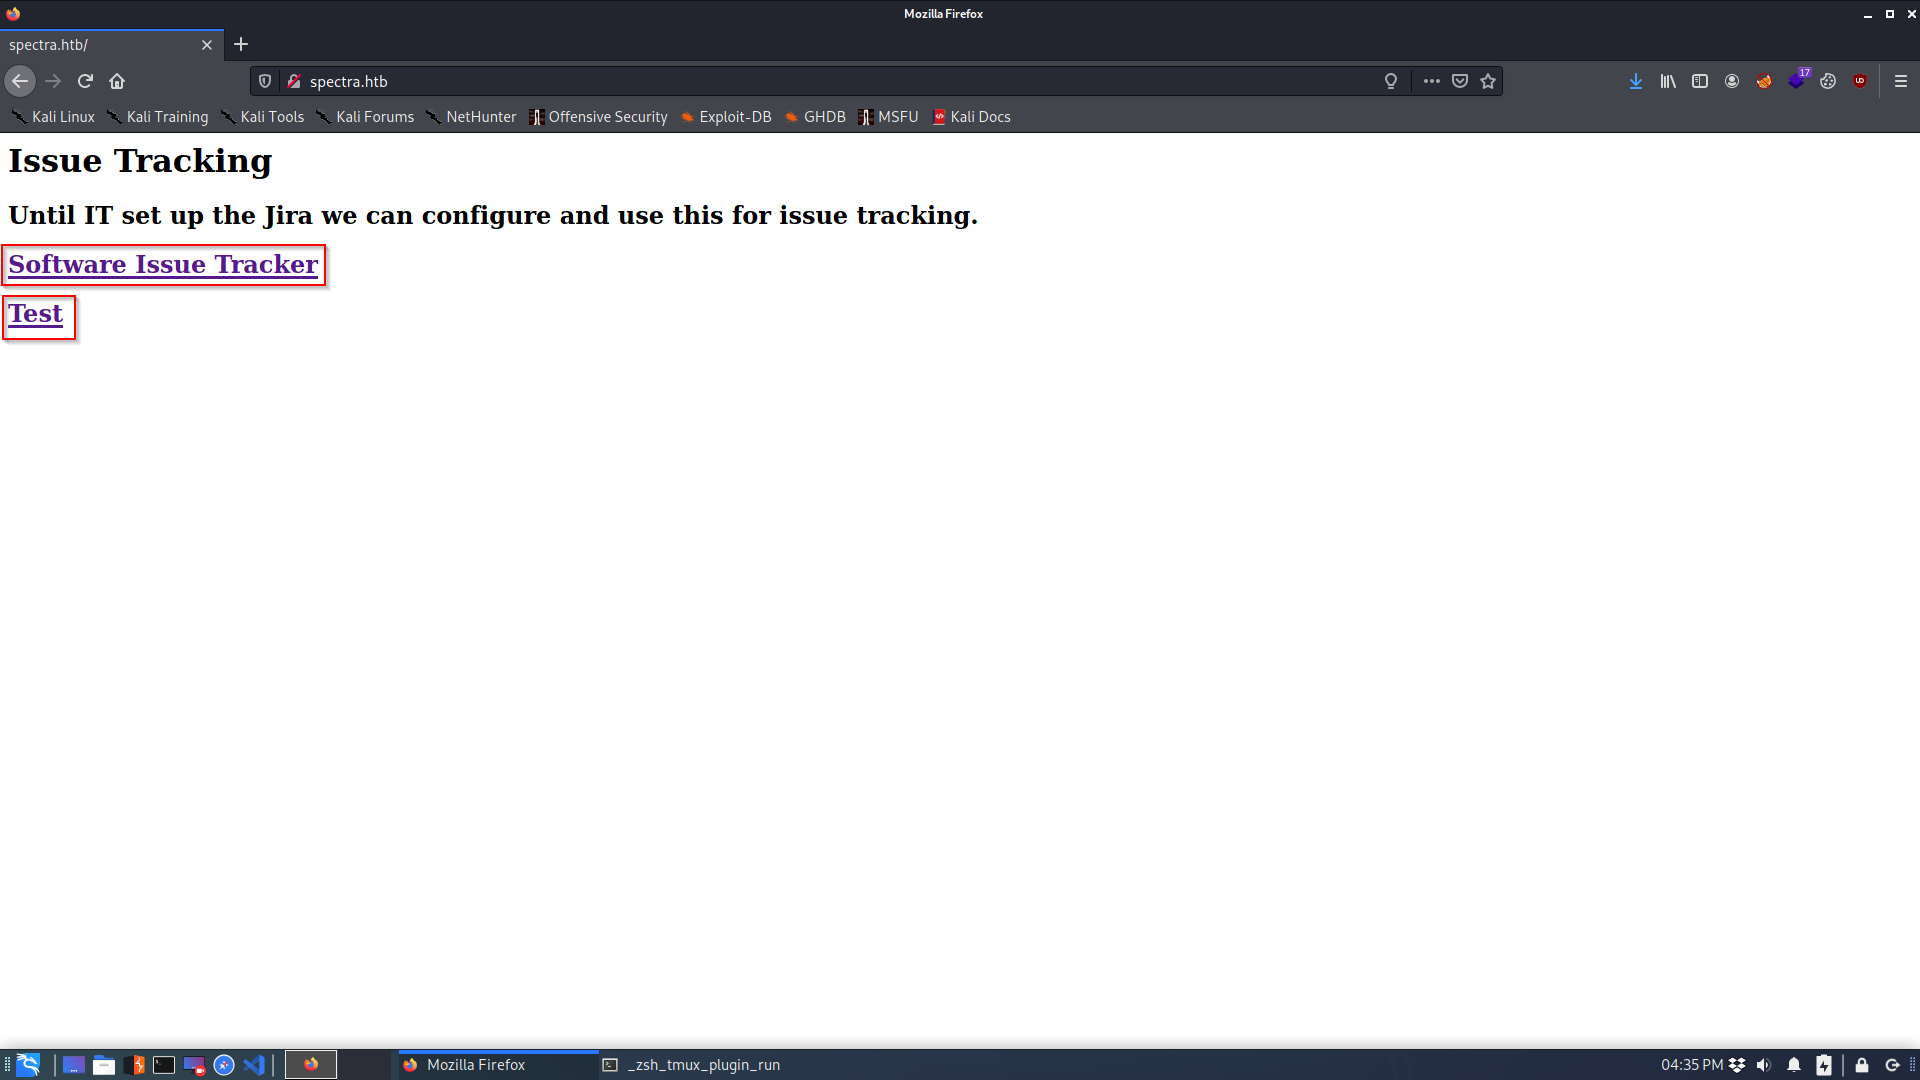 Mozilla Firefox
spectra.htb/
spectra.htb
17
Kali Linux Kali Training Kali Tools Kali Forums NetHunter Offensive Security Exploit-DB GHDB MSFU Kali Docs
Issue Tracking
Until IT set up the Jira we can configure and use this for issue tracking.
Software Issue Tracker
Test
Mozilla Firefox _zsh_tmux_plugin_run 04:35 PM